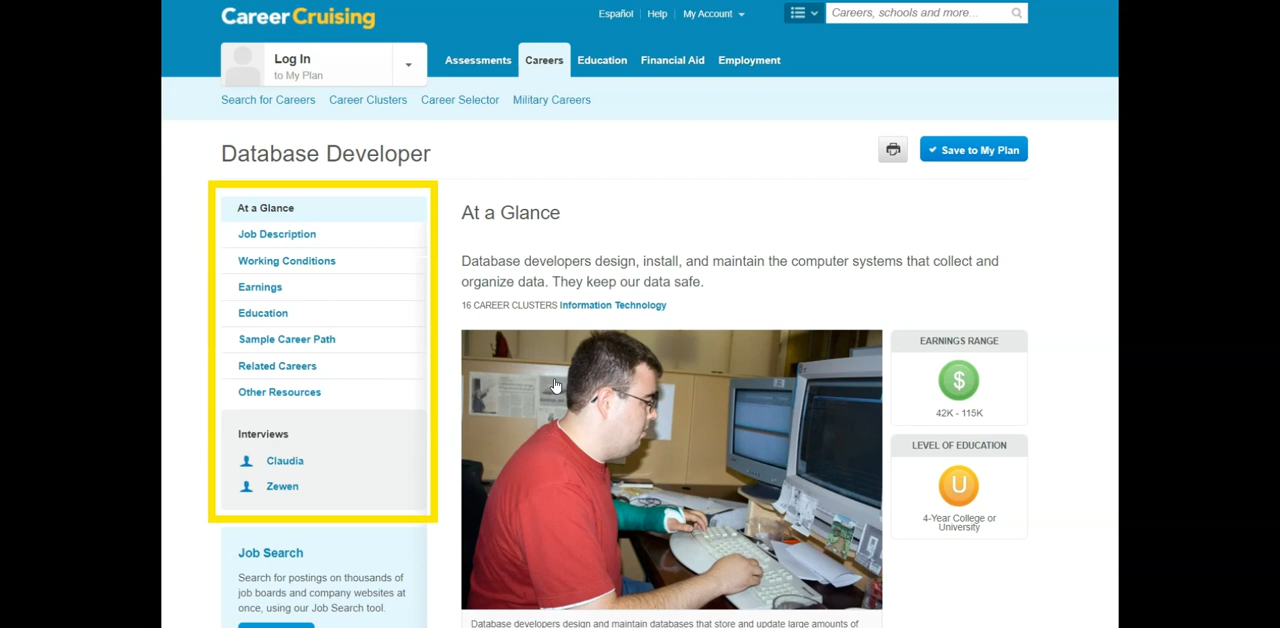 CareerCruising
Español
Help
My Account
Careers, schools and more...
Log In
to My Plan
Assessments
Careers
Education
Financial Aid
Employment
Search for Careers
Career Clusters
Career Selector
Military Careers
Database Developer
Save to My Plan
At a Glance
Job Description
Working Conditions
Earnings
Education
Sample Career Path
Related Careers
Other Resources
Interviews
Claudia
Zewen
Job Search
Search for postings on thousands of
job boards and company websites at
once, using our Job Search tool.
At a Glance
Database developers design, install, and maintain the computer systems that collect and
organize data. They keep our data safe.
16 CAREER CLUSTERS Information Technology
EARNINGS RANGE
$
42K - 115K
LEVEL OF EDUCATION
U
4-Year College or
University
Database developers design and maintain databases that store and update large amounts of